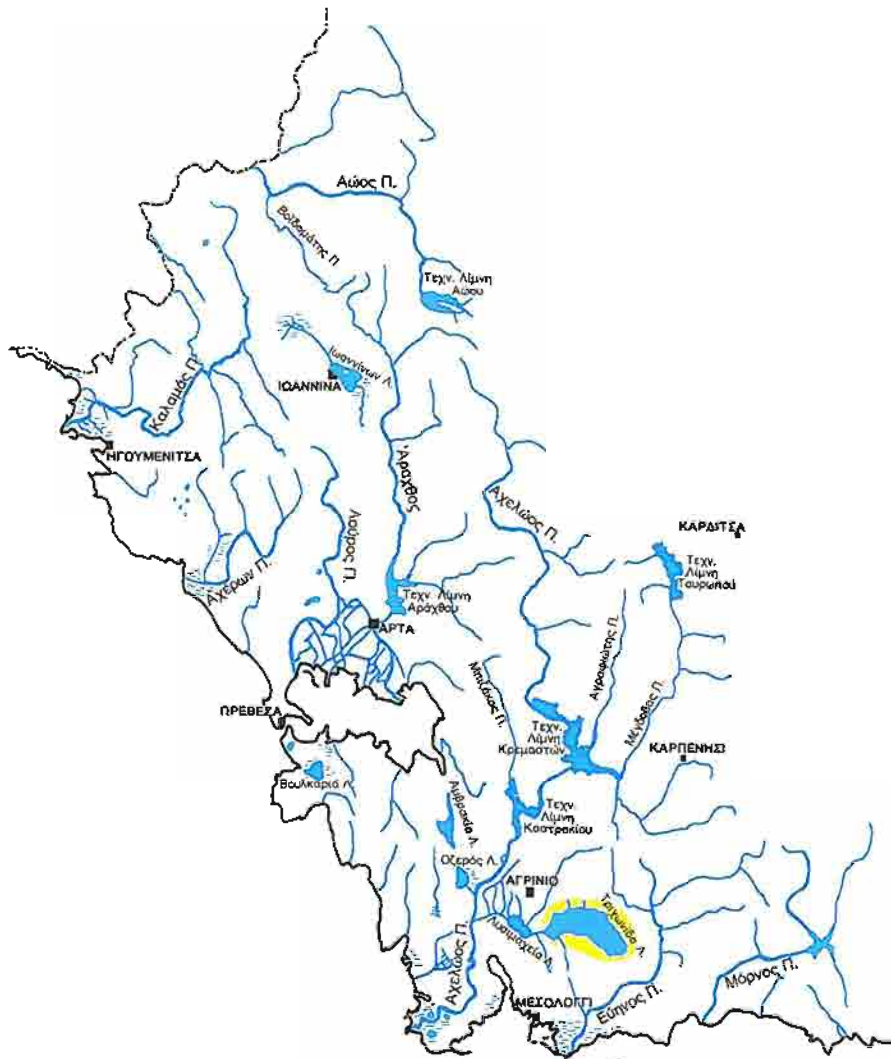 Αώος Π.
Βοϊδομάτης Π.
Τεχν. Λίμνη
Αώου
Ιωαννίνων Λ.
ΙΩΑΝΝΙΝΑ
Καλαμάς Π.
ΗΓΟΥΜΕΝΙΤΣΑ
Άραχθος
Αχελώος Π.
ΚΑΡΔΙΤΣΑ
Τεχν.
Λίμνη
Ταυρωπού
Λούρος Π.
Αχερων Π.
Τεχν. Λίμνη
Αράχθου
ΑΡΤΑ
Αγραφιώτης Π.
Μέγδοβας Π.
Μπιζάκος Π.
ΠΡΕΒΕΖΑ
Τεχν.
Λίμνη
Κρεμαστών
ΚΑΡΠΕΝΗΣΙ
Βουλκαριά Λ.
Αμβρακία Λ.
Τεχν.
Λίμνη
Καστρακίου
Οζερός Λ.
ΑΓΡΙΝΙΟ
Τριχωνίδα Λ.
Λυσιμαχεία Λ.
Αχελώος Π.
ΜΕΣΟΛΟΓΓΙ
Εύηνος Π.
Μόρνος Π.